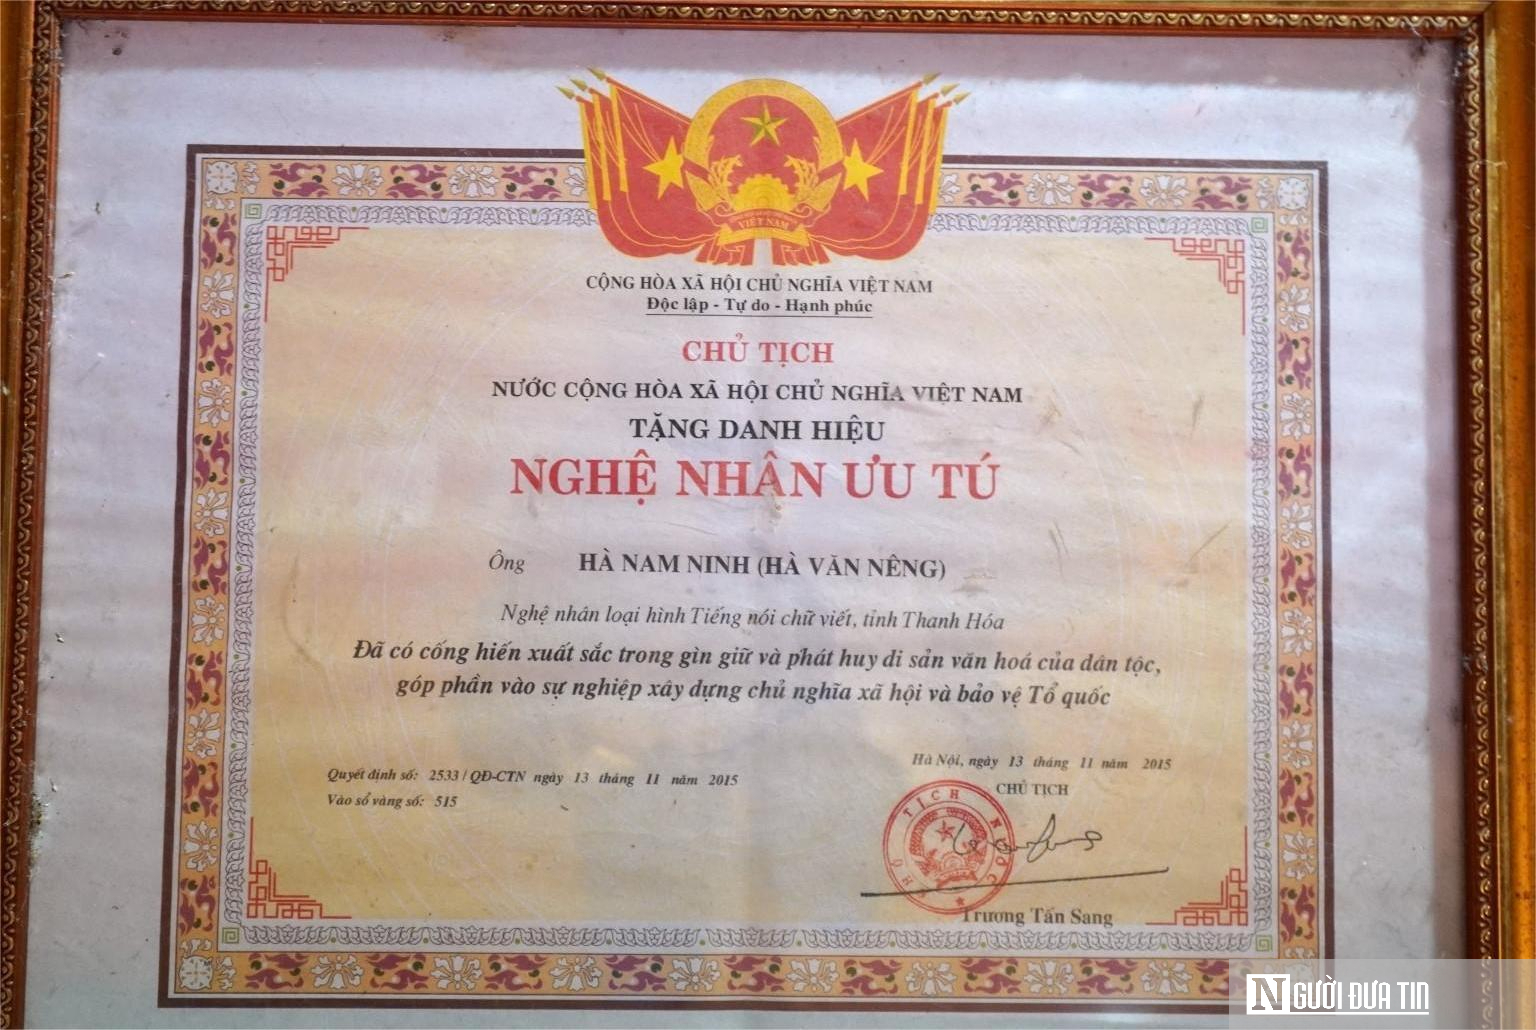 VIỆT NAM
CỘNG HÒA XÃ HỘI CHỦ NGHĨA VIỆT NAM
Độc lập - Tự do - Hạnh phúc
CHỦ TỊCH
NƯỚC CỘNG HÒA XÃ HỘI CHỦ NGHĨA VIỆT NAM
TẶNG DANH HIỆU
NGHỆ NHÂN ƯU TÚ
Ông HÀ NAM NINH (HÀ VĂN NÊNG)
Nghệ nhân loại hình Tiếng nói chữ viết, tỉnh Thanh Hóa
Đã có cống hiến xuất sắc trong gìn giữ và phát huy di sản văn hoá của dân tộc,
góp phần vào sự nghiệp xây dựng chủ nghĩa xã hội và bảo vệ Tổ quốc
Quyết định số: 2533 / QĐ-CTN ngày 13 tháng 11 năm 2015
Vào sổ vàng số: 515
Hà Nội, ngày 13 tháng 11 năm 2015
CHỦ TỊCH
CHỦ TỊCH NƯỚC
Trương Tấn Sang
NGƯỜI ĐƯA TIN